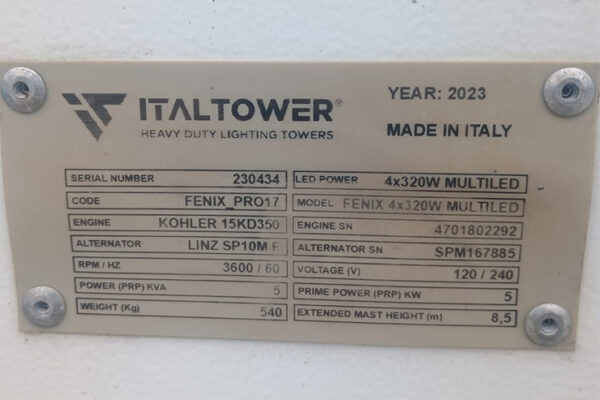 ITALTOWER®
HEAVY DUTY LIGHTING TOWERS
YEAR: 2023
MADE IN ITALY
SERIAL NUMBER 230434 LED POWER 4x320W MULTILED
CODE FENIX_PRO17 MODEL FENIX 4x320W MULTILED
ENGINE KOHLER 15KD350 ENGINE SN 4701802292
ALTERNATOR LINZ SP10M F ALTERNATOR SN SPM167885
RPM / HZ 3600 / 60 VOLTAGE (V) 120 / 240
POWER (PRP) KVA 5 PRIME POWER (PRP) KW 5
WEIGHT (Kg) 540 EXTENDED MAST HEIGHT (m) 8,5